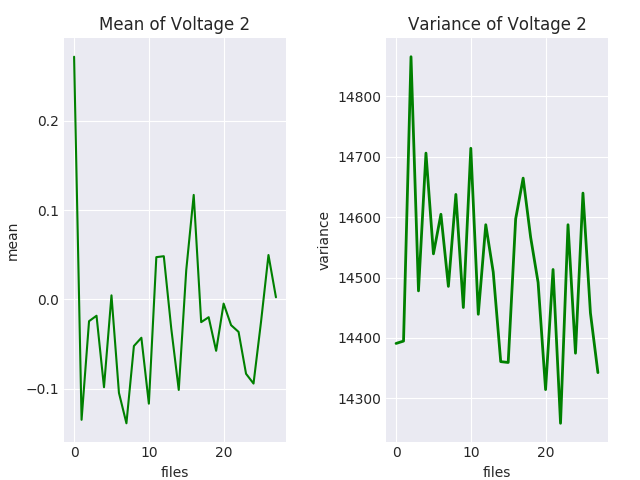 Mean of Voltage 2
mean
0.2
0.1
0.0
−0.1
0
10
20
files
Variance of Voltage 2
variance
14800
14700
14600
14500
14400
14300
0
10
20
files